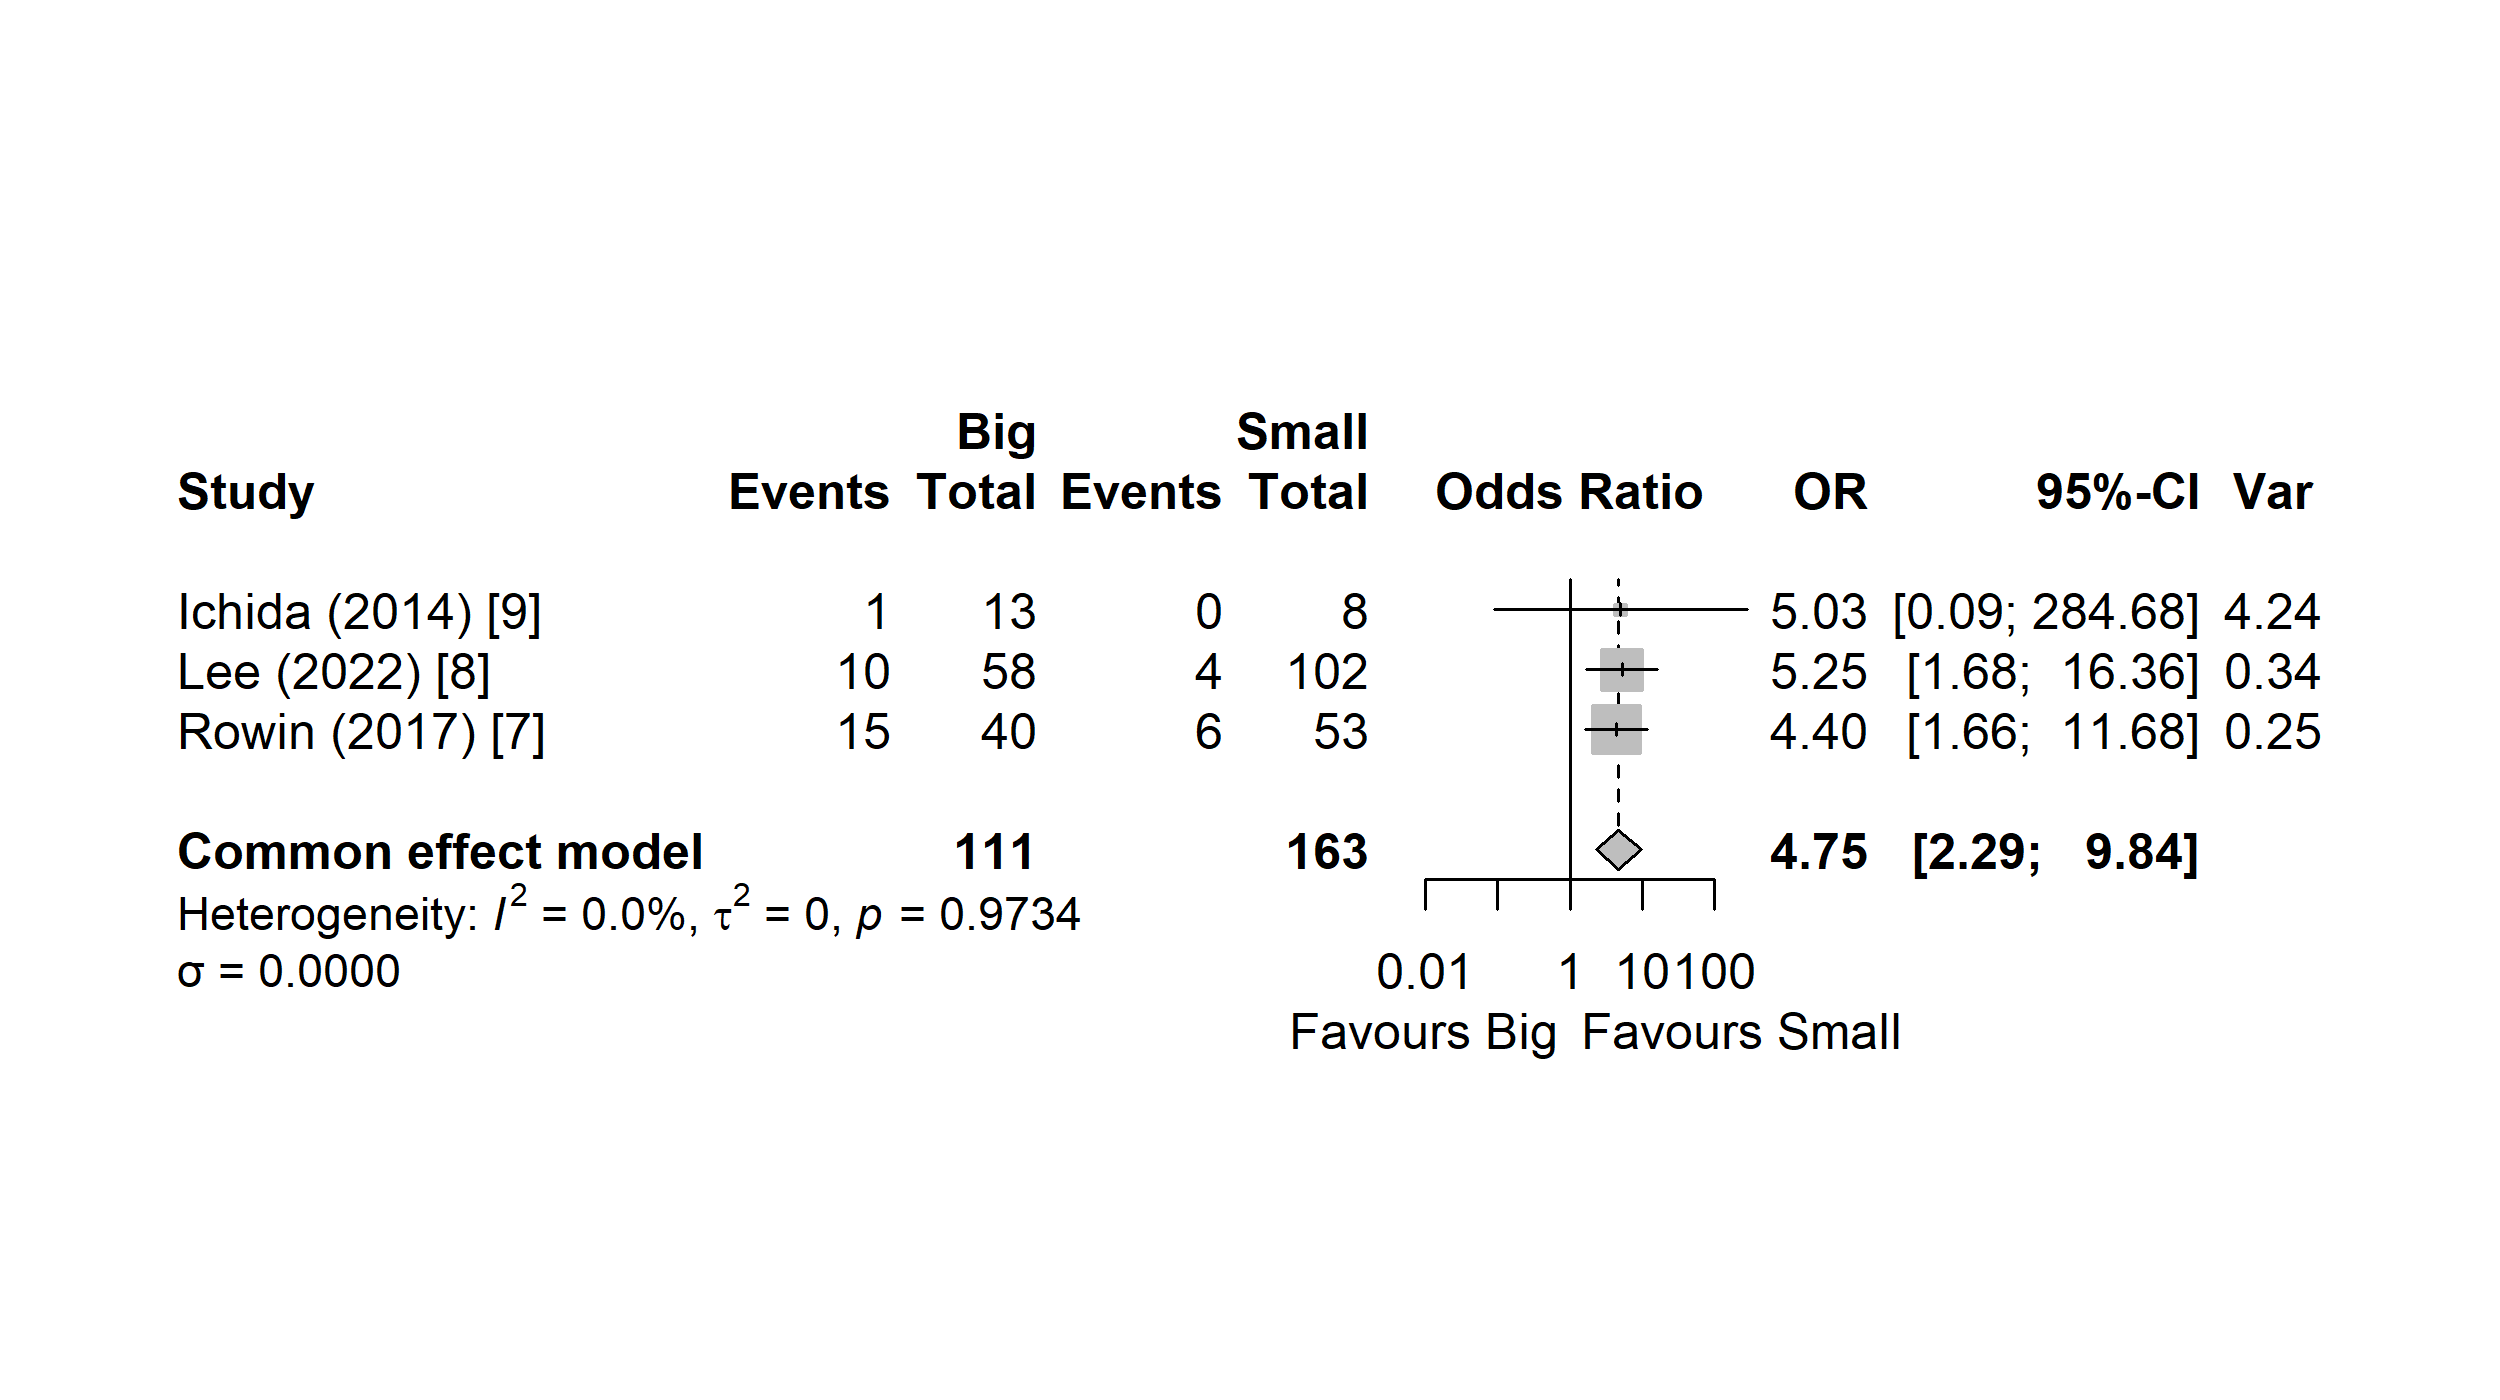 Big Small
Study Events Total Events Total Odds Ratio OR 95%-CI Var
Ichida (2014) [9] 1 13 0 8 5.03 [0.09; 284.68] 4.24
Lee (2022) [8] 10 58 4 102 5.25 [1.68; 16.36] 0.34
Rowin (2017) [7] 15 40 6 53 4.40 [1.66; 11.68] 0.25
Common effect model 111 163 4.75 [2.29; 9.84]
Heterogeneity: I² = 0.0%, τ² = 0, p = 0.9734
σ = 0.0000 0.01 1 10 100
Favours Big Favours Small